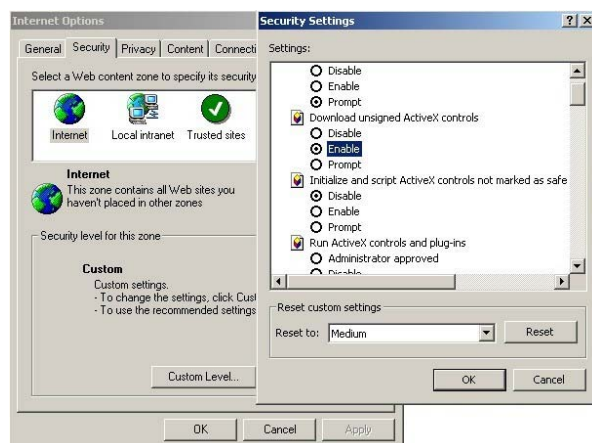 Internet Options
General Security Privacy Content Connecti
Select a Web content zone to specify its security
Internet Local intranet Trusted sites
Internet
This zone contains all Web sites you
haven't placed in other zones
Security level for this zone
Custom
Custom settings.
- To change the settings, click Cust
- To use the recommended settings
Custom Level...
OK Cancel Apply
Security Settings
Settings:
Disable
Enable
Prompt
Download unsigned ActiveX controls
Disable
Enable
Prompt
Initialize and script ActiveX controls not marked as safe
Disable
Enable
Prompt
Run ActiveX controls and plug-ins
Administrator approved
Disable
Reset custom settings
Reset to: Medium Reset
OK Cancel